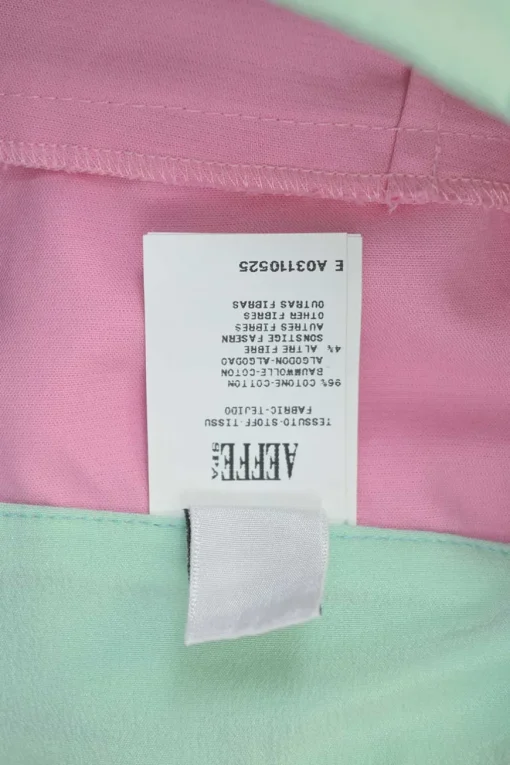 AEFFE
SPA
TESSUTO-STOFF-TISSU
FABRIC-TEJIDO
96% COTONE-COTTON
BAUMWOLLE-COTON
ALGODON-ALGODAO
4% ALTRE FIBRE
SONSTIGE FASERN
AUTRES FIBRES
OTHER FIBRES
OUTRAS FIBRAS
E A03110525